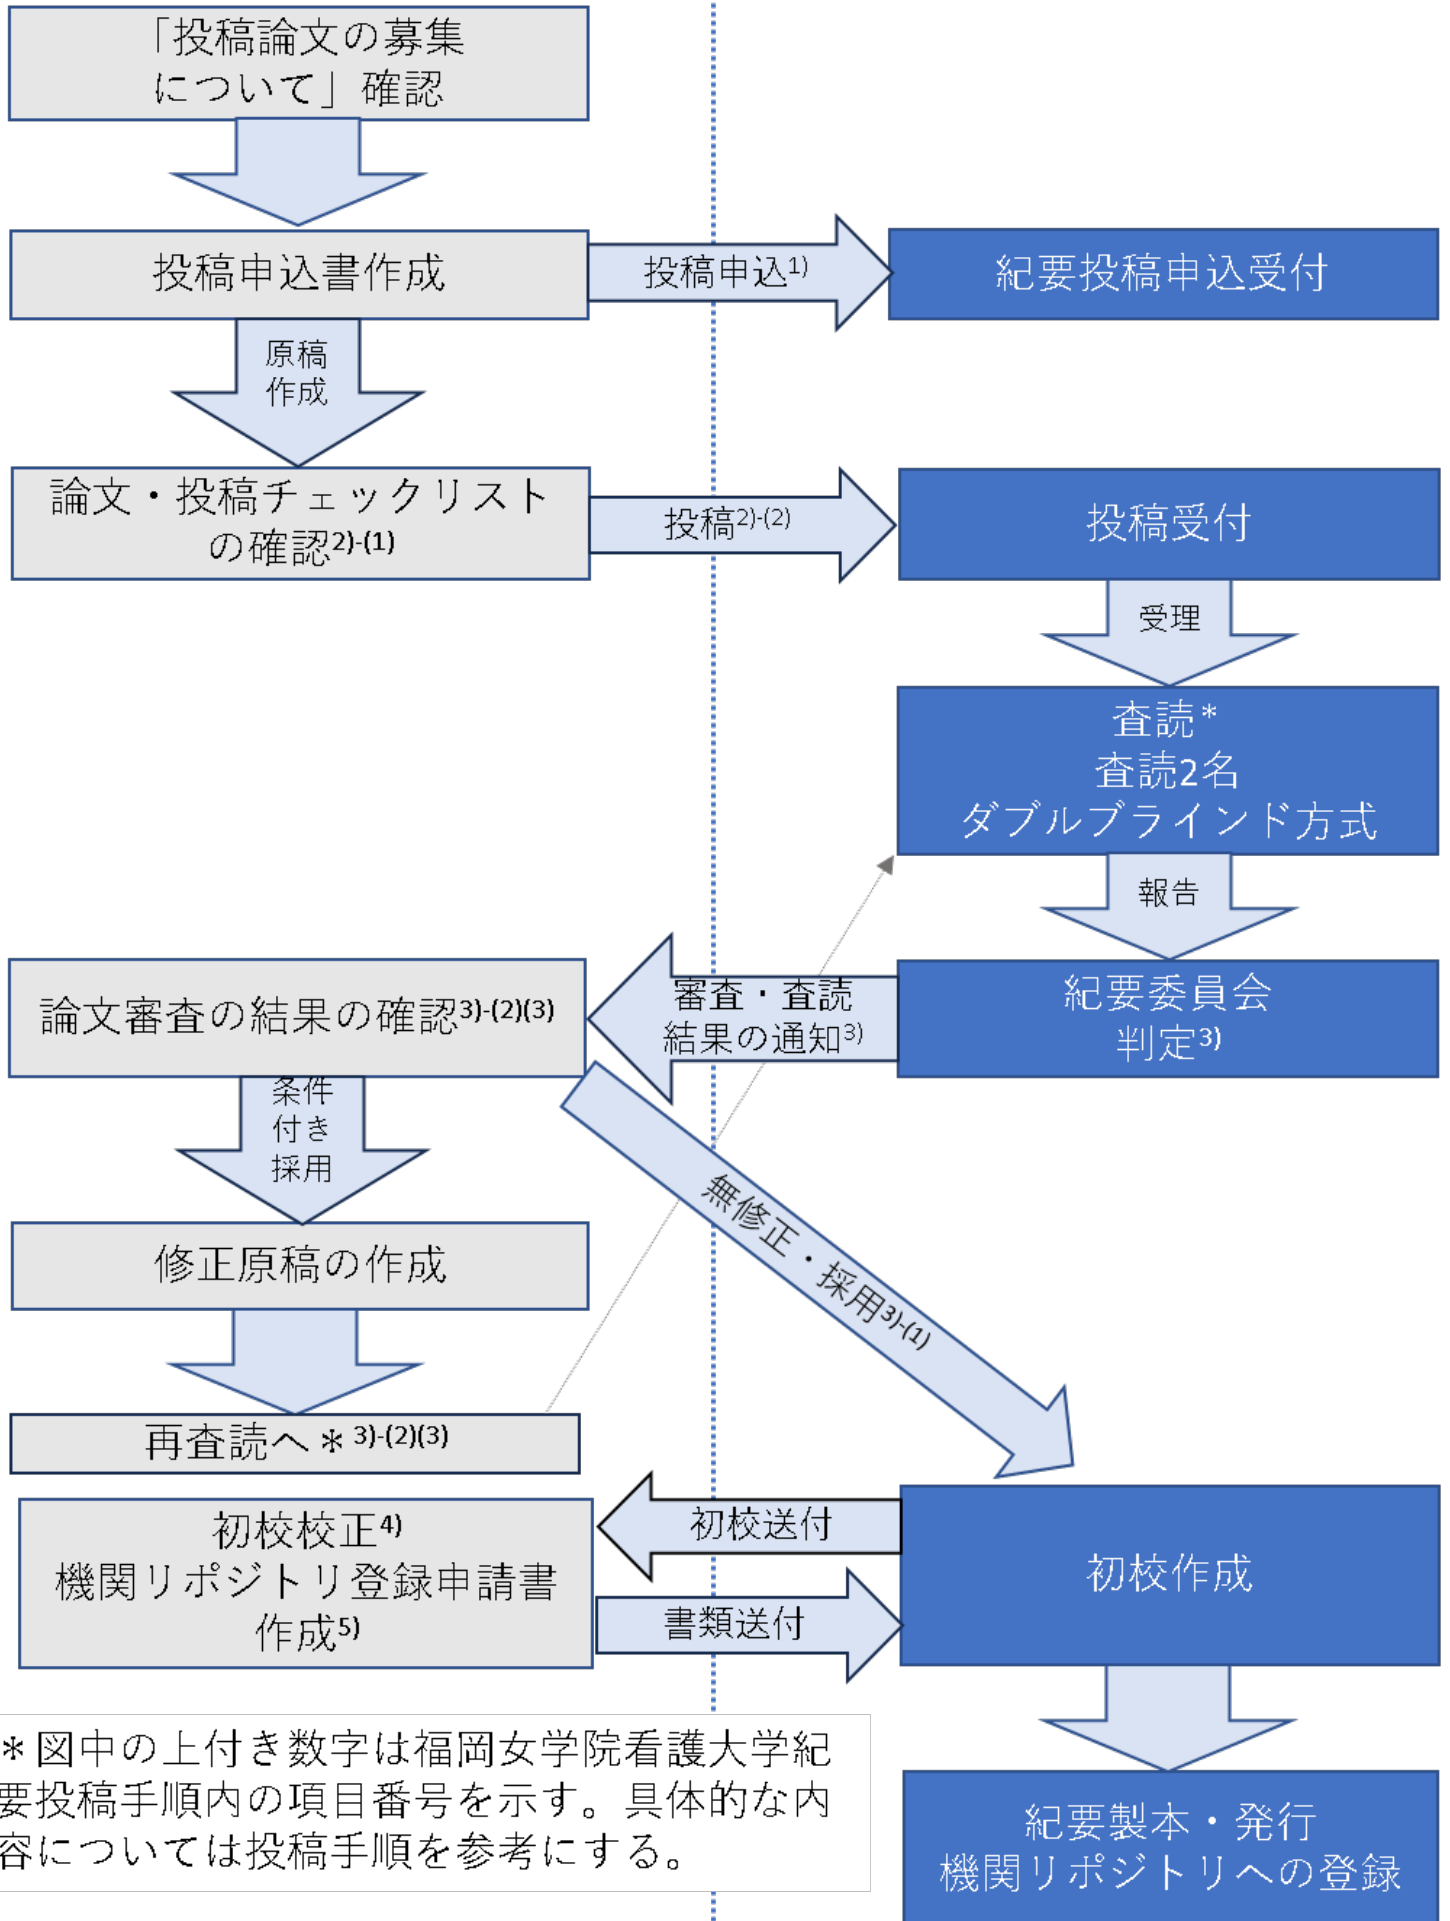 「投稿論文の募集
について」確認
投稿申込書作成
投稿申込1)
紀要投稿申込受付
原稿
作成
論文・投稿チェックリスト
の確認2)-(1)
投稿2)-(2)
投稿受付
受理
査読*
査読2名
ダブルブラインド方式
報告
紀要委員会
判定3)
審査・査読
結果の通知3)
論文審査の結果の確認3)-(2)(3)
条件
付き
採用
無修正・採用3)-(1)
修正原稿の作成
再査読へ＊3)-(2)(3)
初校送付
初校校正4)
機関リポジトリ登録申請書
作成5)
書類送付
初校作成
紀要製本・発行
機関リポジトリへの登録
＊図中の上付き数字は福岡女学院看護大学紀
要投稿手順内の項目番号を示す。具体的な内
容については投稿手順を参考にする。